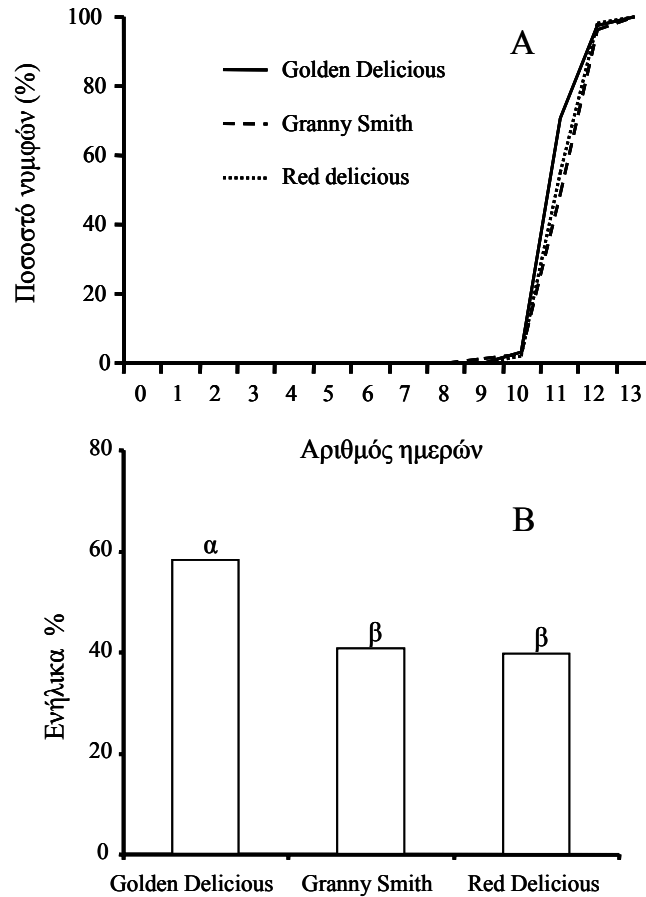 100
80
60
40
20
0
Ποσοστό νυμφών (%)
A
Golden Delicious
Granny Smith
Red delicious
0 1 2 3 4 5 6 7 8 9 10 11 12 13
Αριθμός ημερών
80
60
40
20
0
Ενήλικα %
B
α
β
β
Golden Delicious Granny Smith Red Delicious